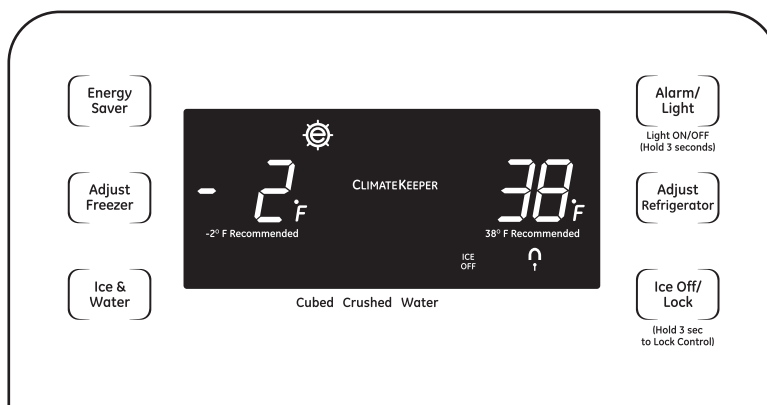 Energy
Saver
Adjust
Freezer
Ice &
Water
- 2°F
-2° F Recommended
CLIMATEKEEPER
38°F
38° F Recommended
ICE
OFF
Cubed Crushed Water
Alarm/
Light
Light ON/OFF
(Hold 3 seconds)
Adjust
Refrigerator
Ice Off/
Lock
(Hold 3 sec
to Lock Control)